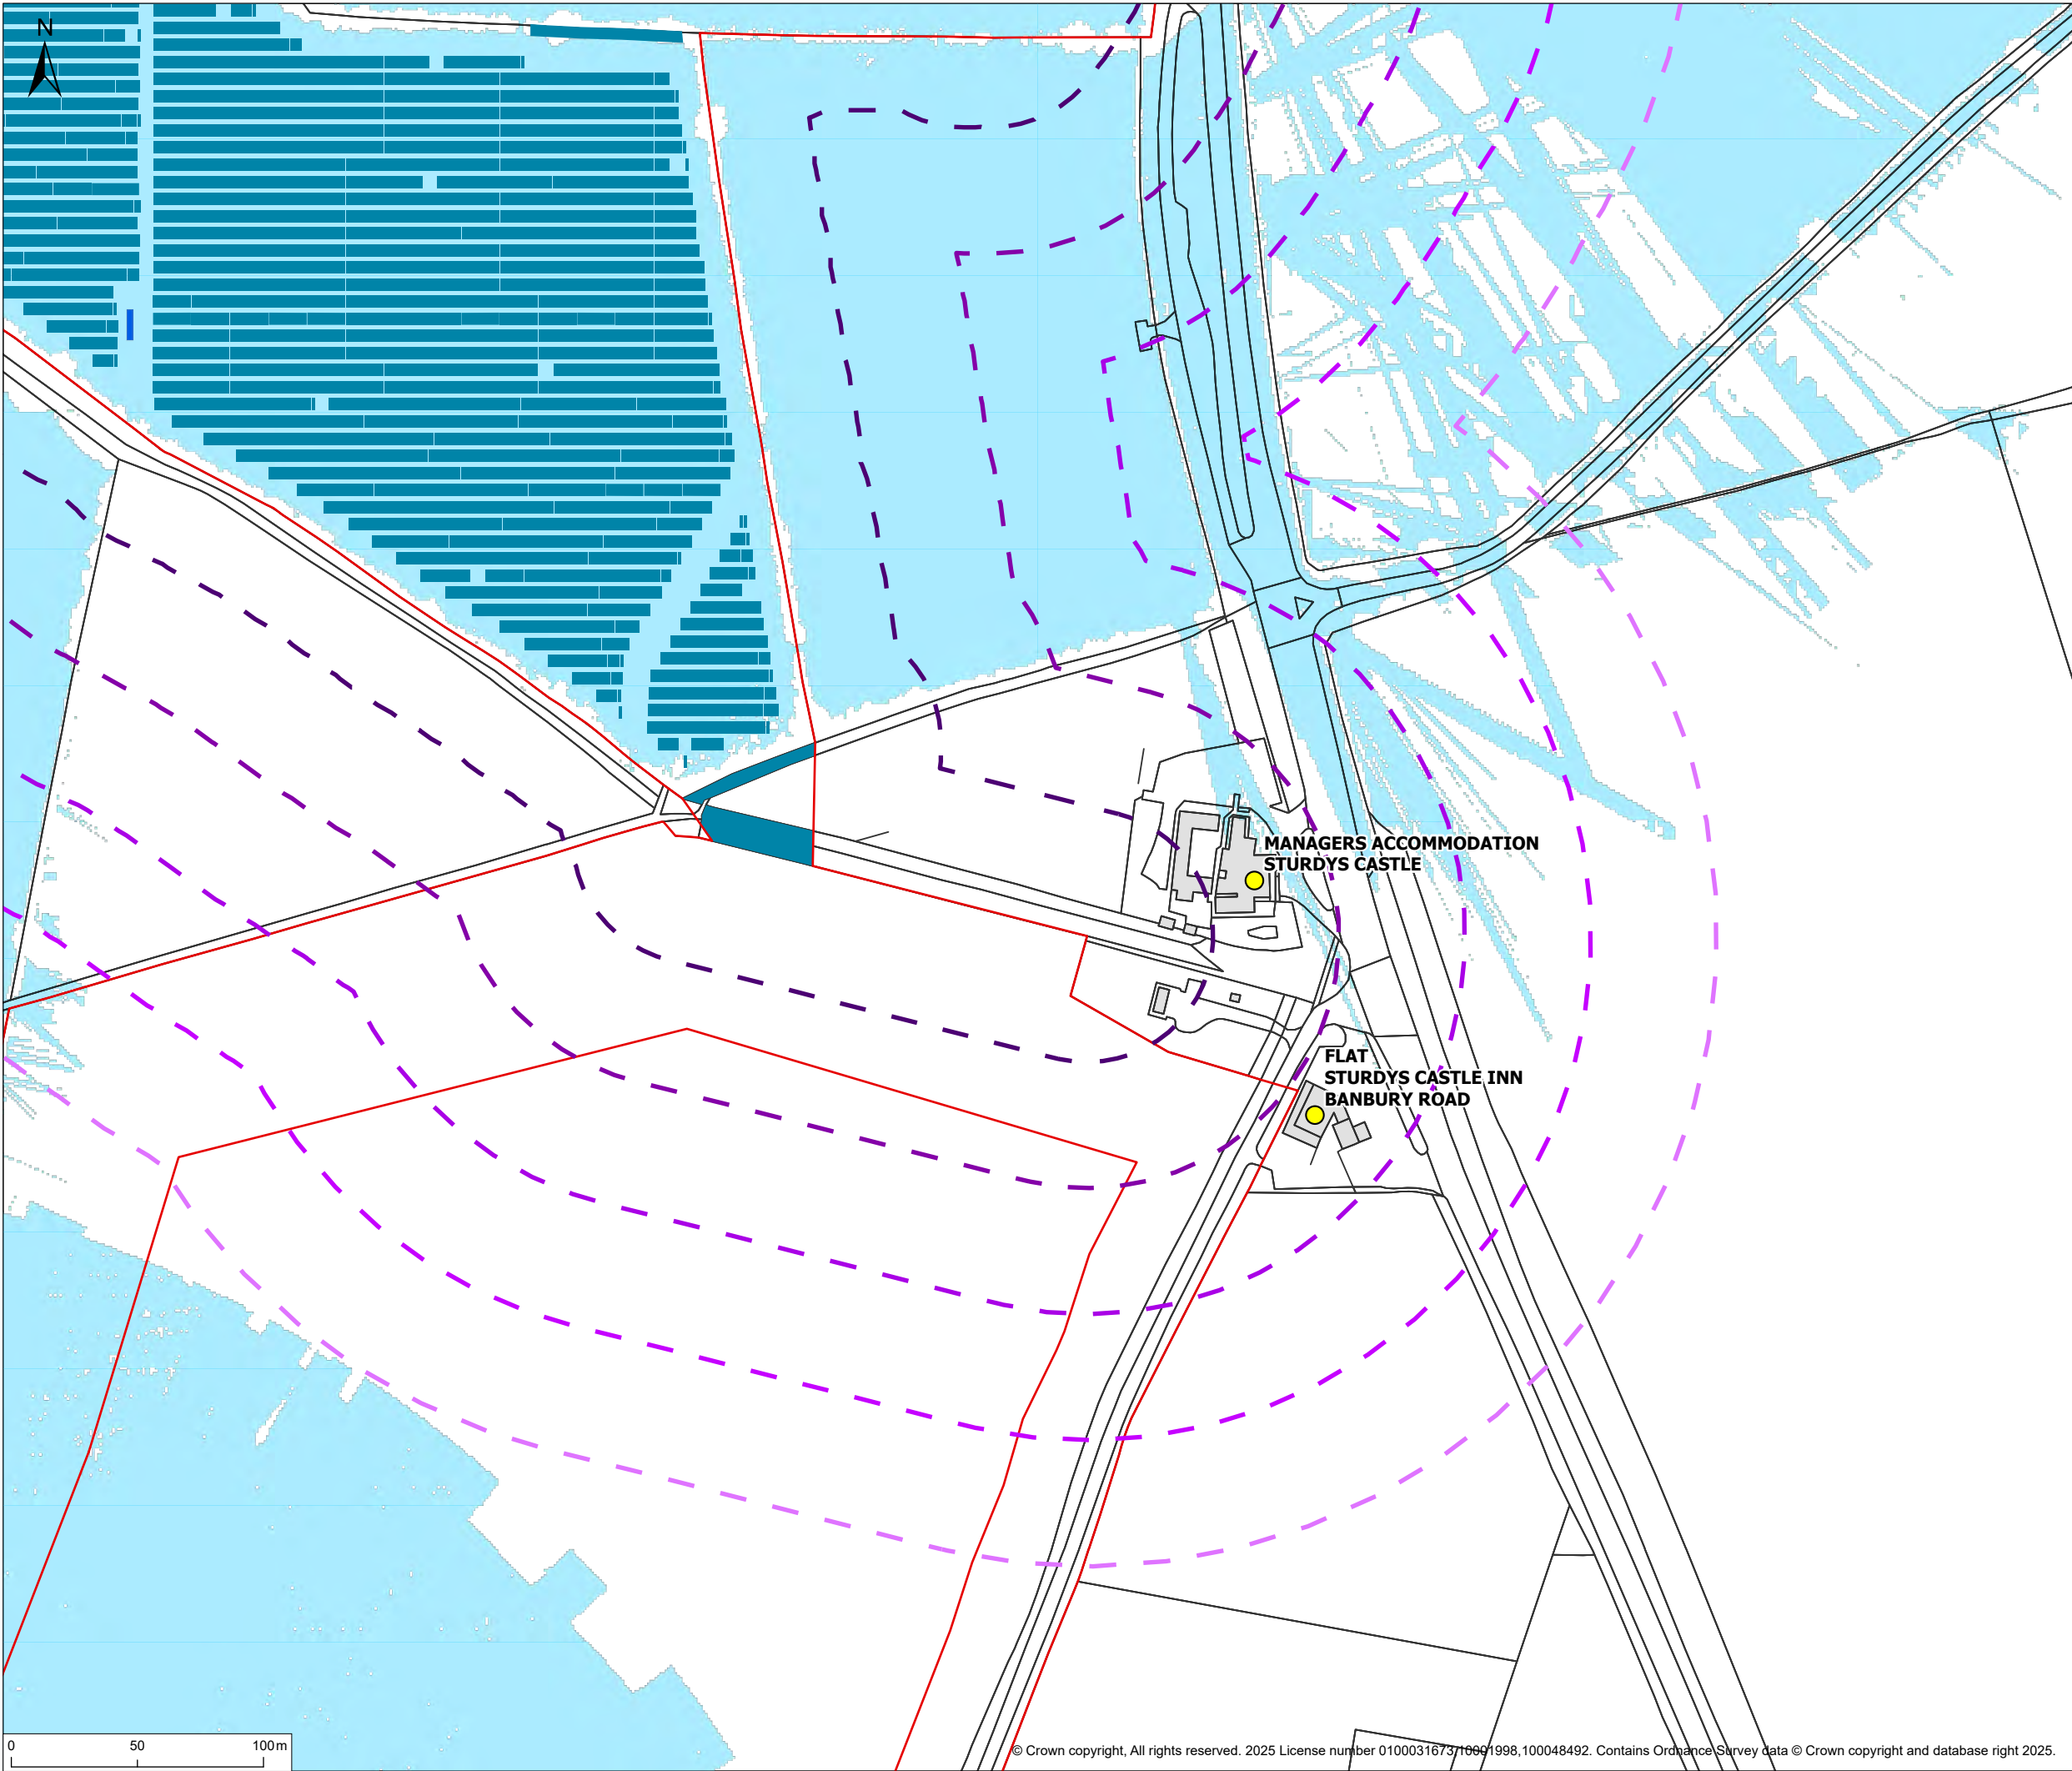 N
MANAGERS ACCOMMODATION
STURDYS CASTLE
FLAT
STURDYS CASTLE INN
BANBURY ROAD
0 50 100m
© Crown copyright, All rights reserved. 2025 License number 0100031673,10001998,100048492. Contains Ordnance Survey data © Crown copyright and database right 2025.